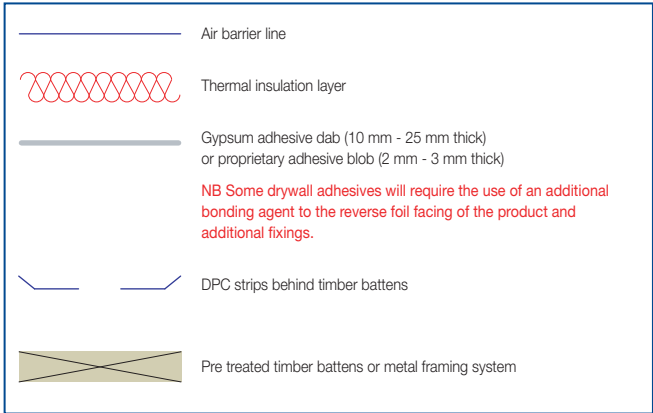 Air barrier line
Thermal insulation layer
Gypsum adhesive dab (10 mm - 25 mm thick)
or proprietary adhesive blob (2 mm - 3 mm thick)
NB Some drywall adhesives will require the use of an additional
bonding agent to the reverse foil facing of the product and
additional fixings.
DPC strips behind timber battens
Pre treated timber battens or metal framing system